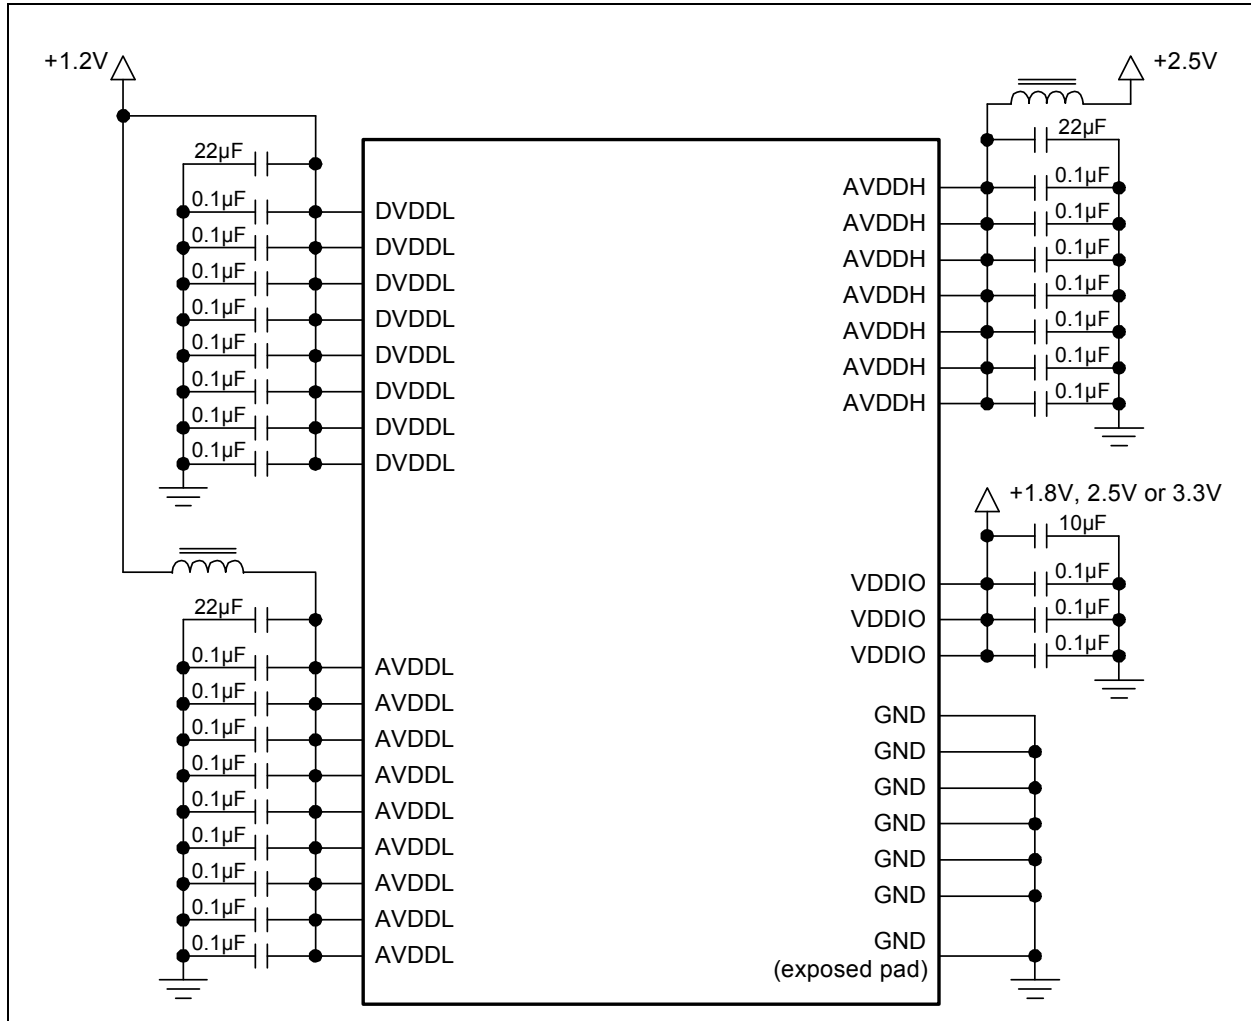 +1.2V
22µF
0.1µF
DVDDL
0.1µF
DVDDL
0.1µF
DVDDL
0.1µF
DVDDL
0.1µF
DVDDL
0.1µF
DVDDL
0.1µF
DVDDL
0.1µF
DVDDL
22µF
0.1µF
AVDDL
0.1µF
AVDDL
0.1µF
AVDDL
0.1µF
AVDDL
0.1µF
AVDDL
0.1µF
AVDDL
0.1µF
AVDDL
0.1µF
AVDDL
0.1µF
AVDDL
+2.5V
22µF
AVDDH
0.1µF
AVDDH
0.1µF
AVDDH
0.1µF
AVDDH
0.1µF
AVDDH
0.1µF
AVDDH
0.1µF
AVDDH
0.1µF
+1.8V, 2.5V or 3.3V
10µF
VDDIO
0.1µF
VDDIO
0.1µF
VDDIO
0.1µF
GND
GND
GND
GND
GND
GND
GND
(exposed pad)